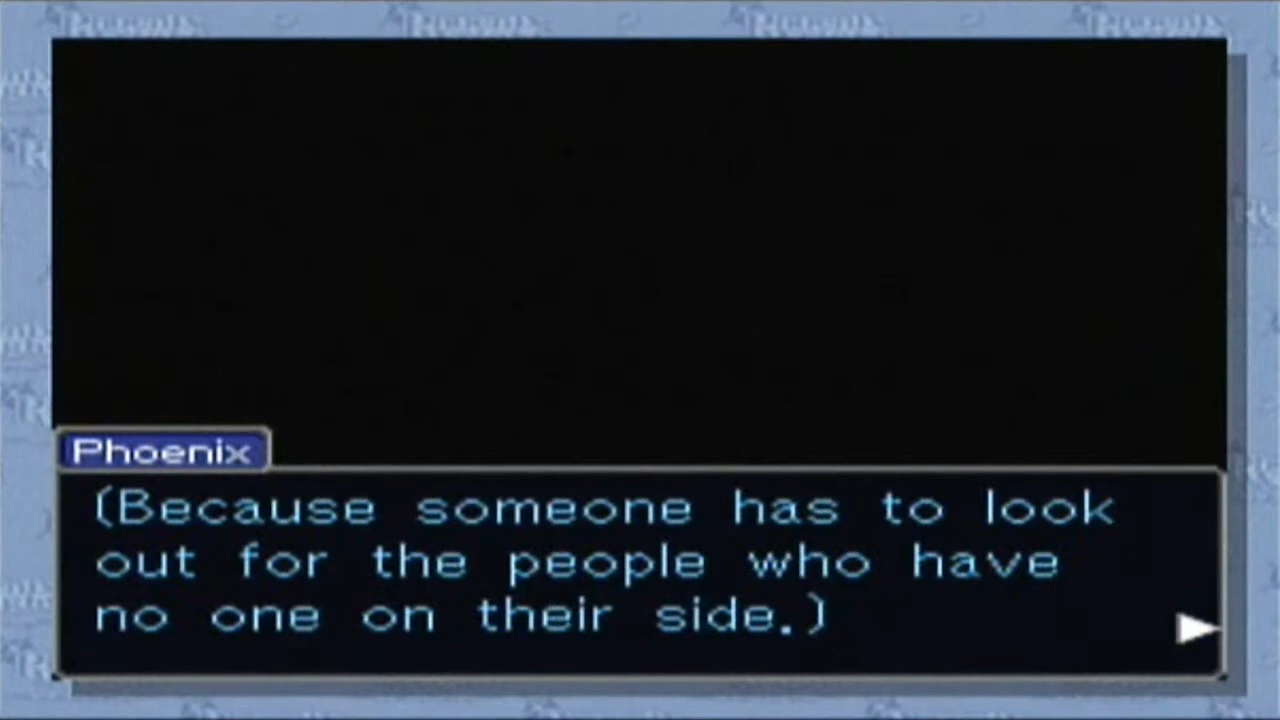 Phoenix
(Because someone has to look
out for the people who have
no one on their side.)